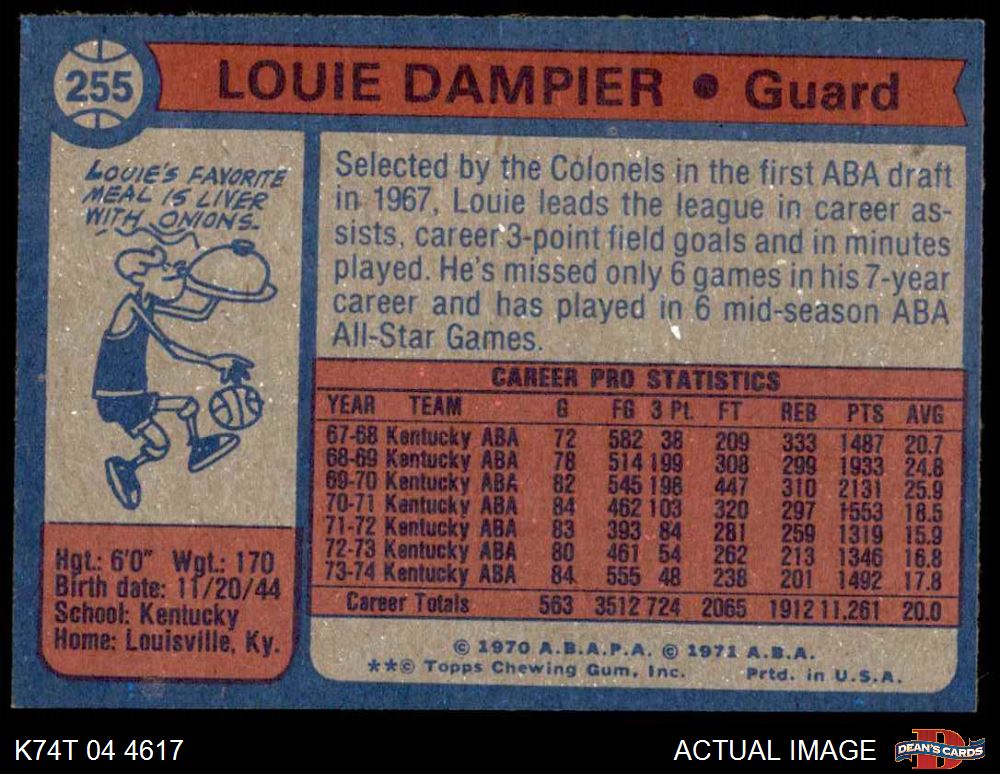 255
LOUIE DAMPIER • Guard
LOUIE'S FAVORITE
MEAL IS LIVER
WITH ONIONS.
Selected by the Colonels in the first ABA draft
in 1967, Louie leads the league in career as-
sists, career 3-point field goals and in minutes
played. He's missed only 6 games in his 7-year
career and has played in 6 mid-season ABA
All-Star Games.
CAREER PRO STATISTICS
YEAR TEAM G FG 3 Pt. FT REB PTS AVG
67-68 Kentucky ABA 72 582 38 209 333 1487 20.7
68-69 Kentucky ABA 78 514 199 308 299 1933 24.8
69-70 Kentucky ABA 82 545 198 447 310 2131 25.9
70-71 Kentucky ABA 84 462 103 320 297 1553 18.5
71-72 Kentucky ABA 83 393 84 281 259 1319 15.9
72-73 Kentucky ABA 80 461 54 262 213 1346 16.8
73-74 Kentucky ABA 84 555 48 238 201 1492 17.8
Career Totals 563 3512 724 2065 1912 11,261 20.0
Hgt.: 6'0" Wgt.: 170
Birth date: 11/20/44
School: Kentucky
Home: Louisville, Ky.
© 1970 A.B.A.P.A. © 1971 A.B.A.
**© Topps Chewing Gum, Inc. Prtd. in U.S.A.
K74T 04 4617
ACTUAL IMAGE
DEAN'S CARDS